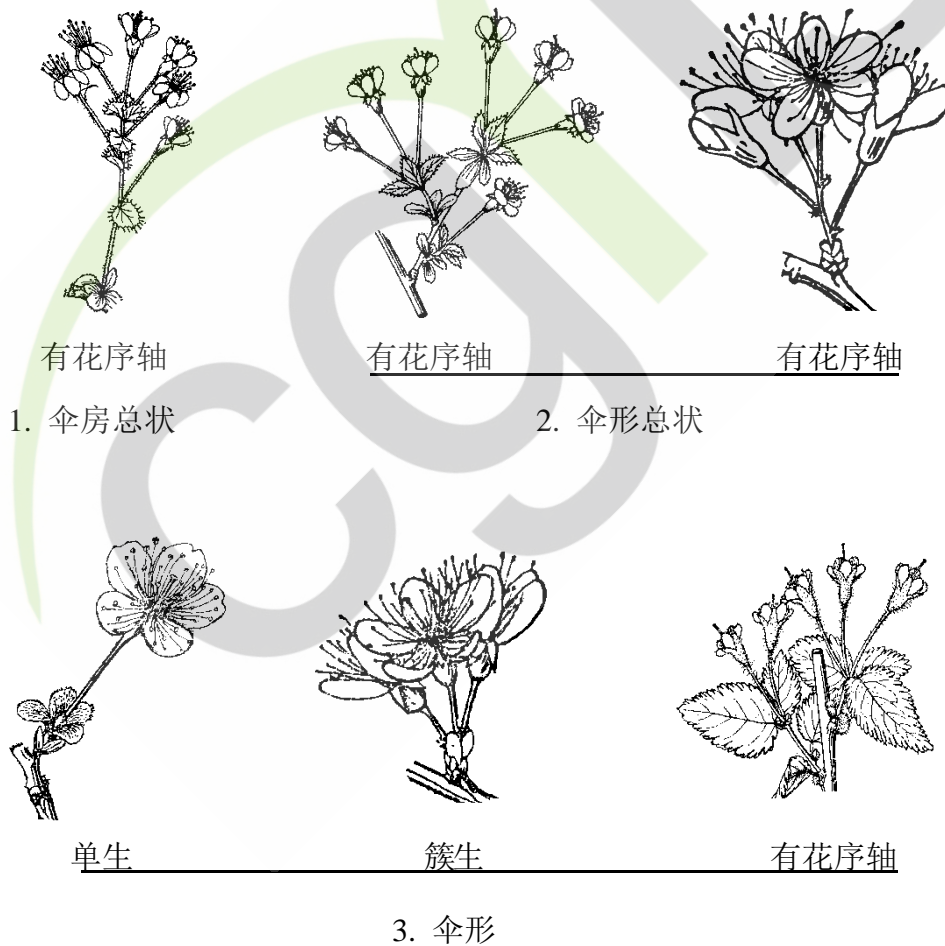 有花序轴 有花序轴 有花序轴
1. 伞房总状 2. 伞形总状
单生 簇生 有花序轴
3. 伞形
cg